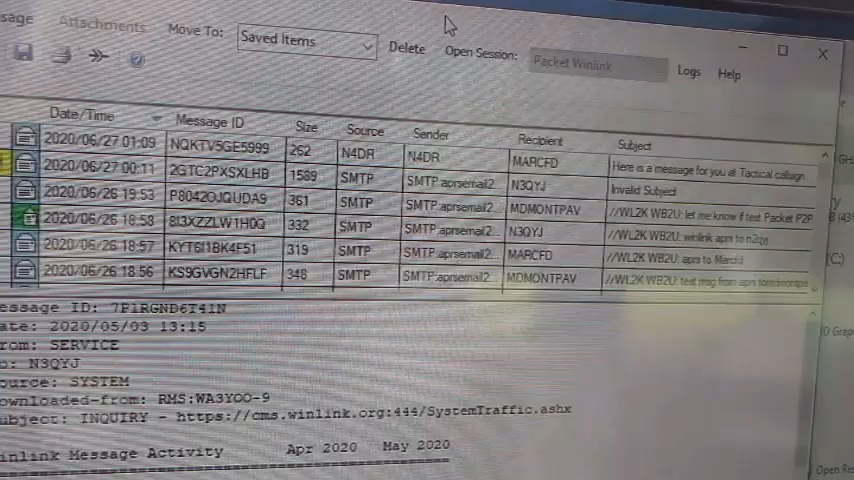 sage Attachments Move To: Saved Items Delete Open Session: Packet Winlink Logs Help
Date/Time Message ID Size Source Sender Recipient Subject
2020/06/27 01:09 NQKTV5GE5999 262 N4DR N4DR MARCFD Here is a message for you at Tactical callsign
2020/06/27 00:11 2GTC2PXSXLHB 1589 SMTP SMTP:aprsemail2... N3QYJ Invalid Subject
2020/06/26 19:53 P8042OJQUDA9 361 SMTP SMTP:aprsemail2... MDMONTPAV //WL2K WB2U: let me know if test Packet P2P
2020/06/26 18:58 8I3XZZLW1H0Q 332 SMTP SMTP:aprsemail2... N3QYJ //WL2K WB2U: winlink aprs to n3qyj
2020/06/26 18:57 KYT6I1BK4F51 319 SMTP SMTP:aprsemail2... MARCFD //WL2K WB2U: aprs to Marcfd
2020/06/26 18:56 KS9GVGN2HFLF 348 SMTP SMTP:aprsemail2... MDMONTPAV //WL2K WB2U: test msg from aprs to mdmontpa
essage ID: 7P1RGND6T41N
ate: 2020/05/03 13:15
rom: SERVICE
o: N3QYJ
ource: SYSTEM
ownloaded-from: RMS:WA3YOO-9
ubject: INQUIRY - https://cms.winlink.org:444/SystemTraffic.ashx
inlink Message Activity Apr 2020 May 2020
(C)
D Grap
Open Re